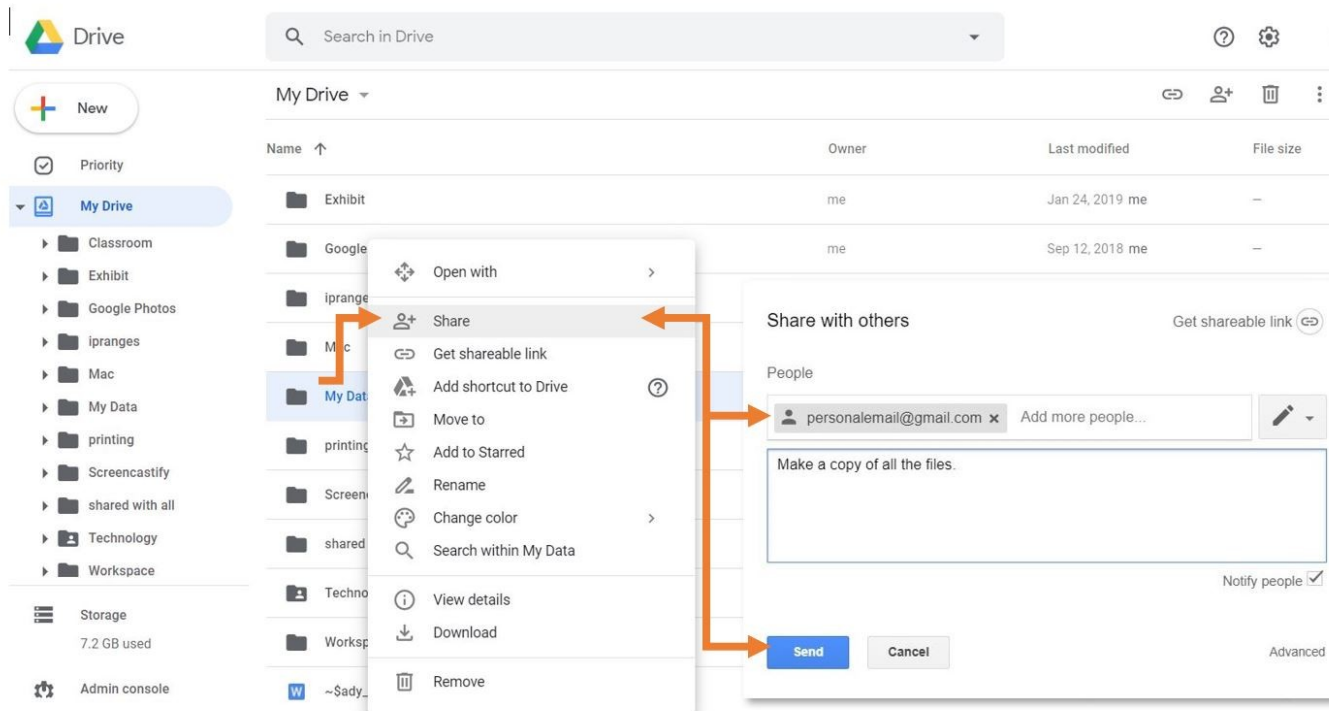 Drive
Search in Drive
New
Priority
My Drive
Classroom
Exhibit
Google Photos
ipranges
Mac
My Data
printing
Screencastify
shared with all
Technology
Workspace
Storage
7.2 GB used
Admin console
My Drive
Name Owner Last modified File size
Exhibit me Jan 24, 2019 me –
Google me Sep 12, 2018 me –
iprange
M c
My Dat
printing
Screen
shared
Techno
Worksp
W ~$ady_
Open with
Share
Get shareable link
Add shortcut to Drive
Move to
Add to Starred
Rename
Change color
Search within My Data
View details
Download
Remove
Share with others Get shareable link
People
personalemail@gmail.com × Add more people...
Make a copy of all the files.
Notify people
Send Cancel Advanced